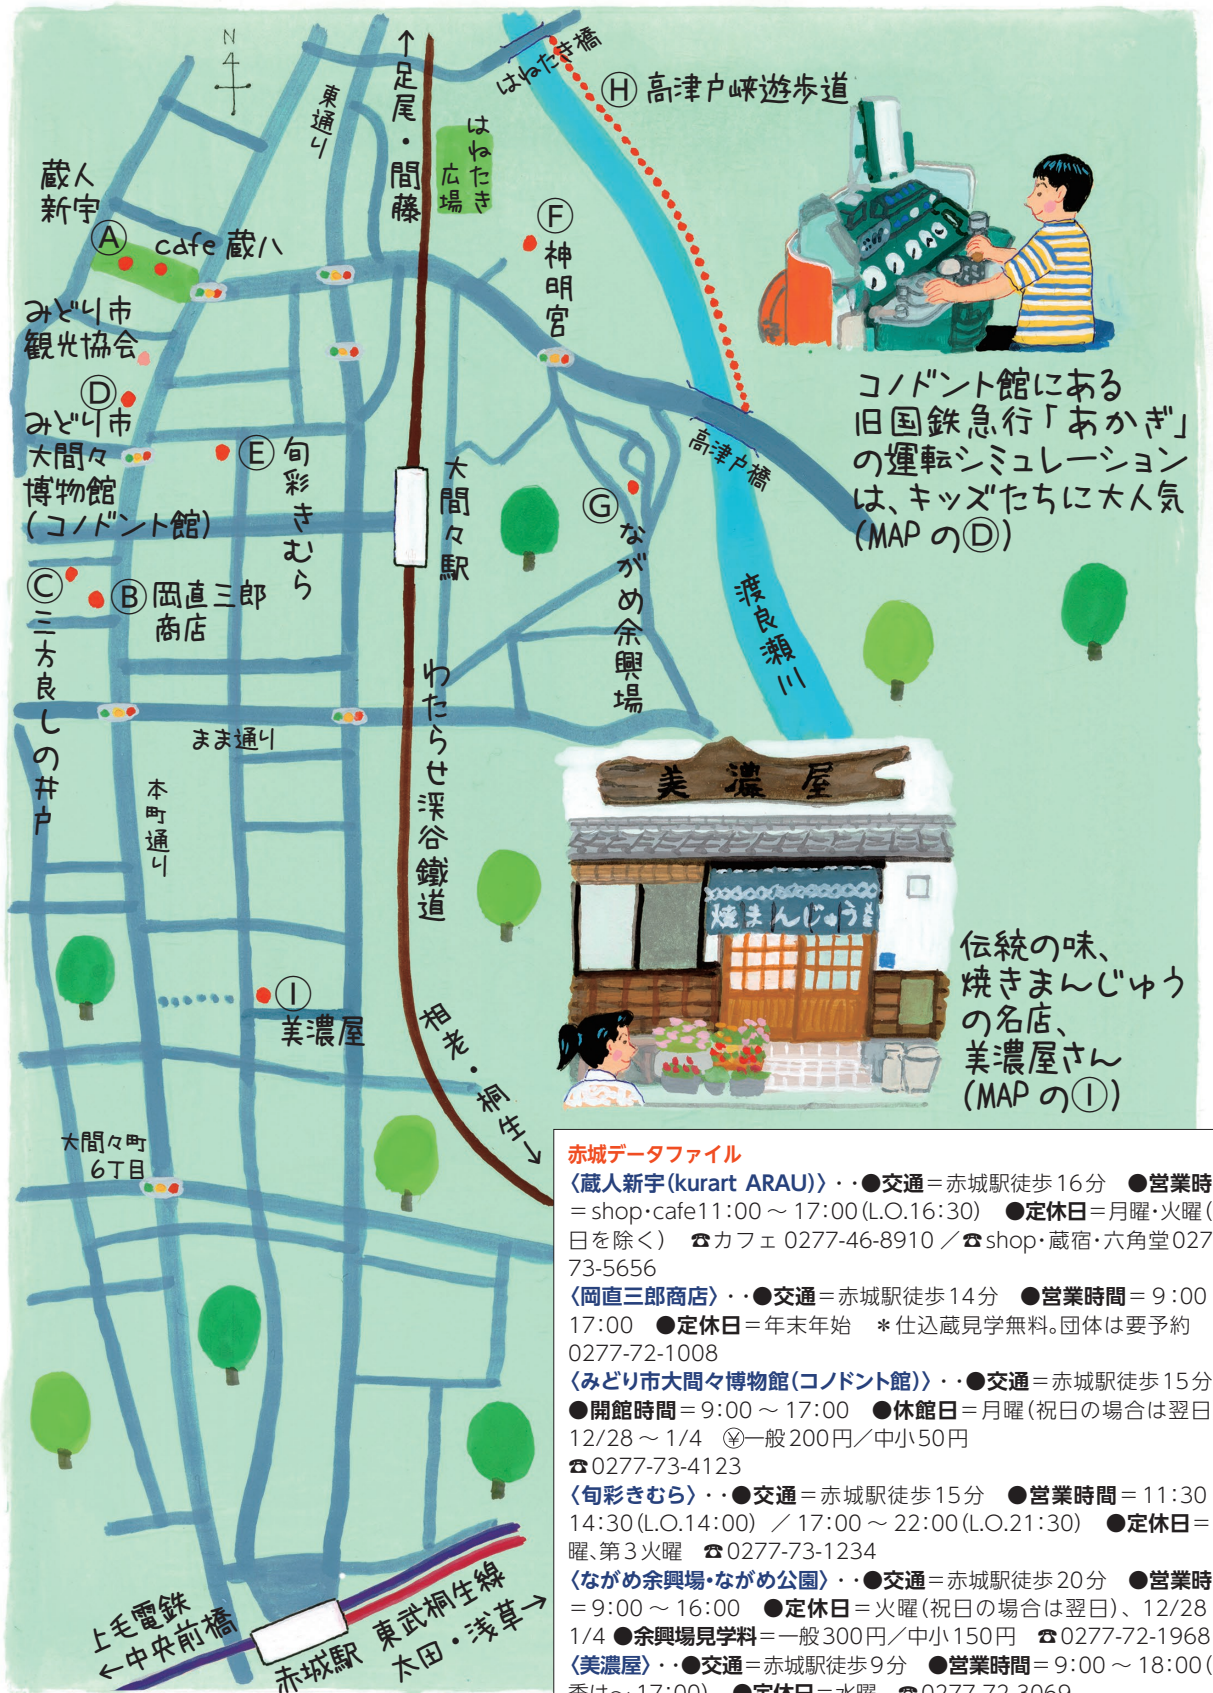 N
はねたき橋
Ⓗ 高津戸峡遊歩道
↑足尾・間藤
東通り
はねたき
広場
蔵人
新宇
Ⓐ
cafe 蔵八
Ⓕ
神明宮
みどり市
観光協会
Ⓓ
みどり市
大間々
博物館
(コノドント館)
Ⓔ 旬彩きむら
大間々駅
高津戸橋
Ⓖ
ながめ余興場
コノドント館にある
旧国鉄急行「あかぎ」
の運転シミュレーション
は、キッズたちに大人気
(MAP のⒹ)
Ⓒ
三方良しの井戸
Ⓑ 岡直三郎
商店
渡良瀬川
わたらせ渓谷鐵道
まま通り
本町通り
美濃屋
焼まんじゅう
伝統の味、
焼きまんじゅう
の名店、
美濃屋さん
(MAP のⒾ)
Ⓘ
美濃屋
相老・桐生→
大間々町
6丁目
上毛電鉄
←中央前橋
赤城駅
東武桐生線
太田・浅草→
赤城データファイル
〈蔵人新宇(kurart ARAU)〉‥●交通＝赤城駅徒歩16分 ●営業時
＝shop・cafe11：00 ～ 17：00(L.O.16：30) ●定休日＝月曜・火曜(
日を除く) ☎カフェ 0277-46-8910 ／☎shop・蔵宿・六角堂027
73-5656
〈岡直三郎商店〉‥●交通＝赤城駅徒歩14分 ●営業時間＝9：00
17：00 ●定休日＝年末年始 ＊仕込蔵見学無料。団体は要予約
0277-72-1008
〈みどり市大間々博物館(コノドント館)〉‥●交通＝赤城駅徒歩15分
●開館時間＝9：00 ～ 17：00 ●休館日＝月曜(祝日の場合は翌日
12/28 ～ 1/4 ㊎一般200円／中小50円
☎0277-73-4123
〈旬彩きむら〉‥●交通＝赤城駅徒歩15分 ●営業時間＝11：30
14：30(L.O.14：00) ／17：00 ～ 22：00(L.O.21：30) ●定休日＝
曜、第3火曜 ☎0277-73-1234
〈ながめ余興場・ながめ公園〉‥●交通＝赤城駅徒歩20分 ●営業時
＝9：00 ～ 16：00 ●定休日＝火曜(祝日の場合は翌日)、12/28
1/4 ●余興場見学料＝一般300円／中小150円 ☎0277-72-1968
〈美濃屋〉‥●交通＝赤城駅徒歩9分 ●営業時間＝9：00 ～ 18：00(
季は～17：00) ●定休日＝水曜 ☎0277-72-3069